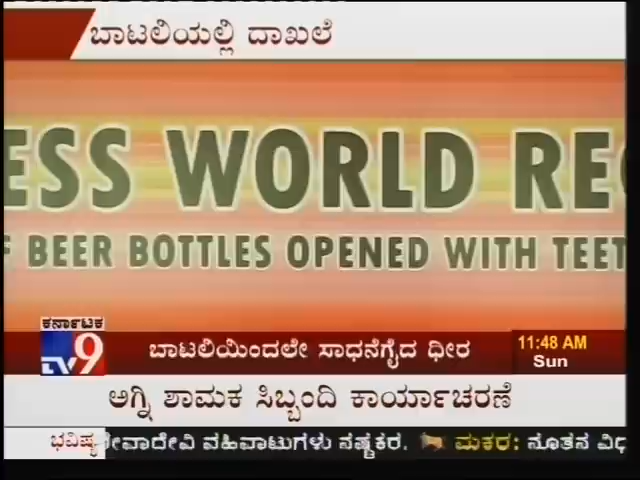 ಬಾಟಲಿಯಲ್ಲಿ ದಾಖಲೆ
ESS WORLD REC
F BEER BOTTLES OPENED WITH TEET
ಕರ್ನಾಟಕ
TV9
ಬಾಟಲಿಯಿಂದಲೇ ಸಾಧನೆಗೈದ ಧೀರ
11:48 AM
Sun
ಅಗ್ನಿ ಶಾಮಕ ಸಿಬ್ಬಂದಿ ಕಾರ್ಯಾಚರಣೆ
ಭವಿಷ್ಯ ೇವಾದೇವಿ ವಹಿವಾಟುಗಳು ನಷ್ಟಕರ. ಮಕರ: ನೂತನ ವಿಧ